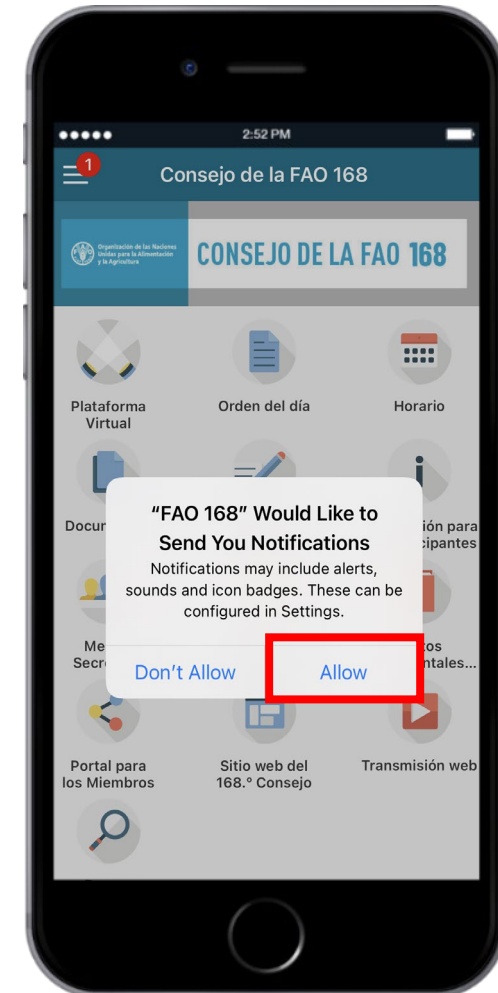 2:52 PM
1
Consejo de la FAO 168
Organización de las Naciones
Unidas para la Alimentación
y la Agricultura
CONSEJO DE LA FAO 168
Plataforma
Virtual
Orden del día
Horario
"FAO 168" Would Like to
Send You Notifications
Notifications may include alerts,
sounds and icon badges. These can be
configured in Settings.
Don't Allow
Allow
para
Portal para
los Miembros
Sitio web del
168.° Consejo
Transmisión web